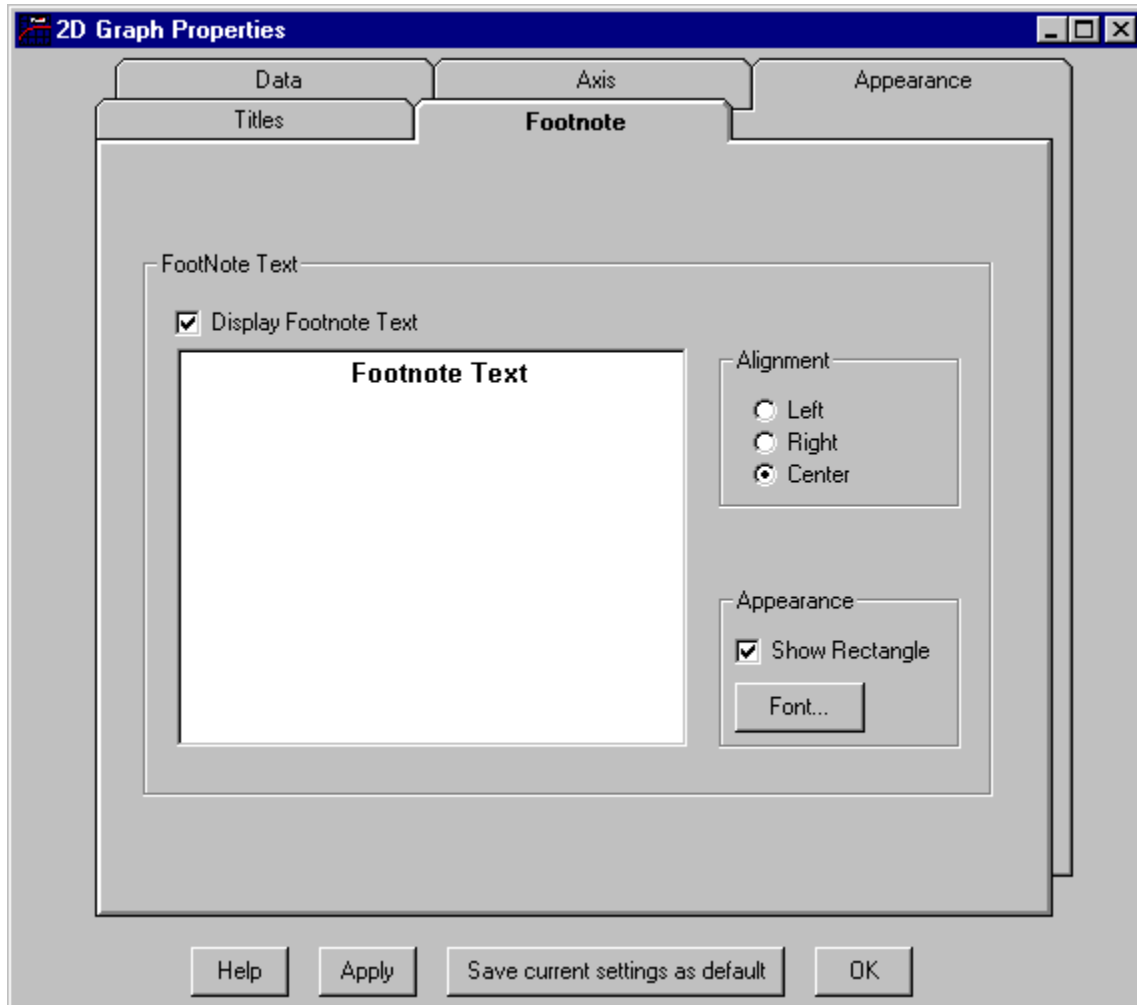 2D Graph Properties
Data Axis Appearance
Titles Footnote
FootNote Text
Display Footnote Text
Footnote Text
Alignment
Left
Right
Center
Appearance
Show Rectangle
Font...
Help Apply Save current settings as default OK